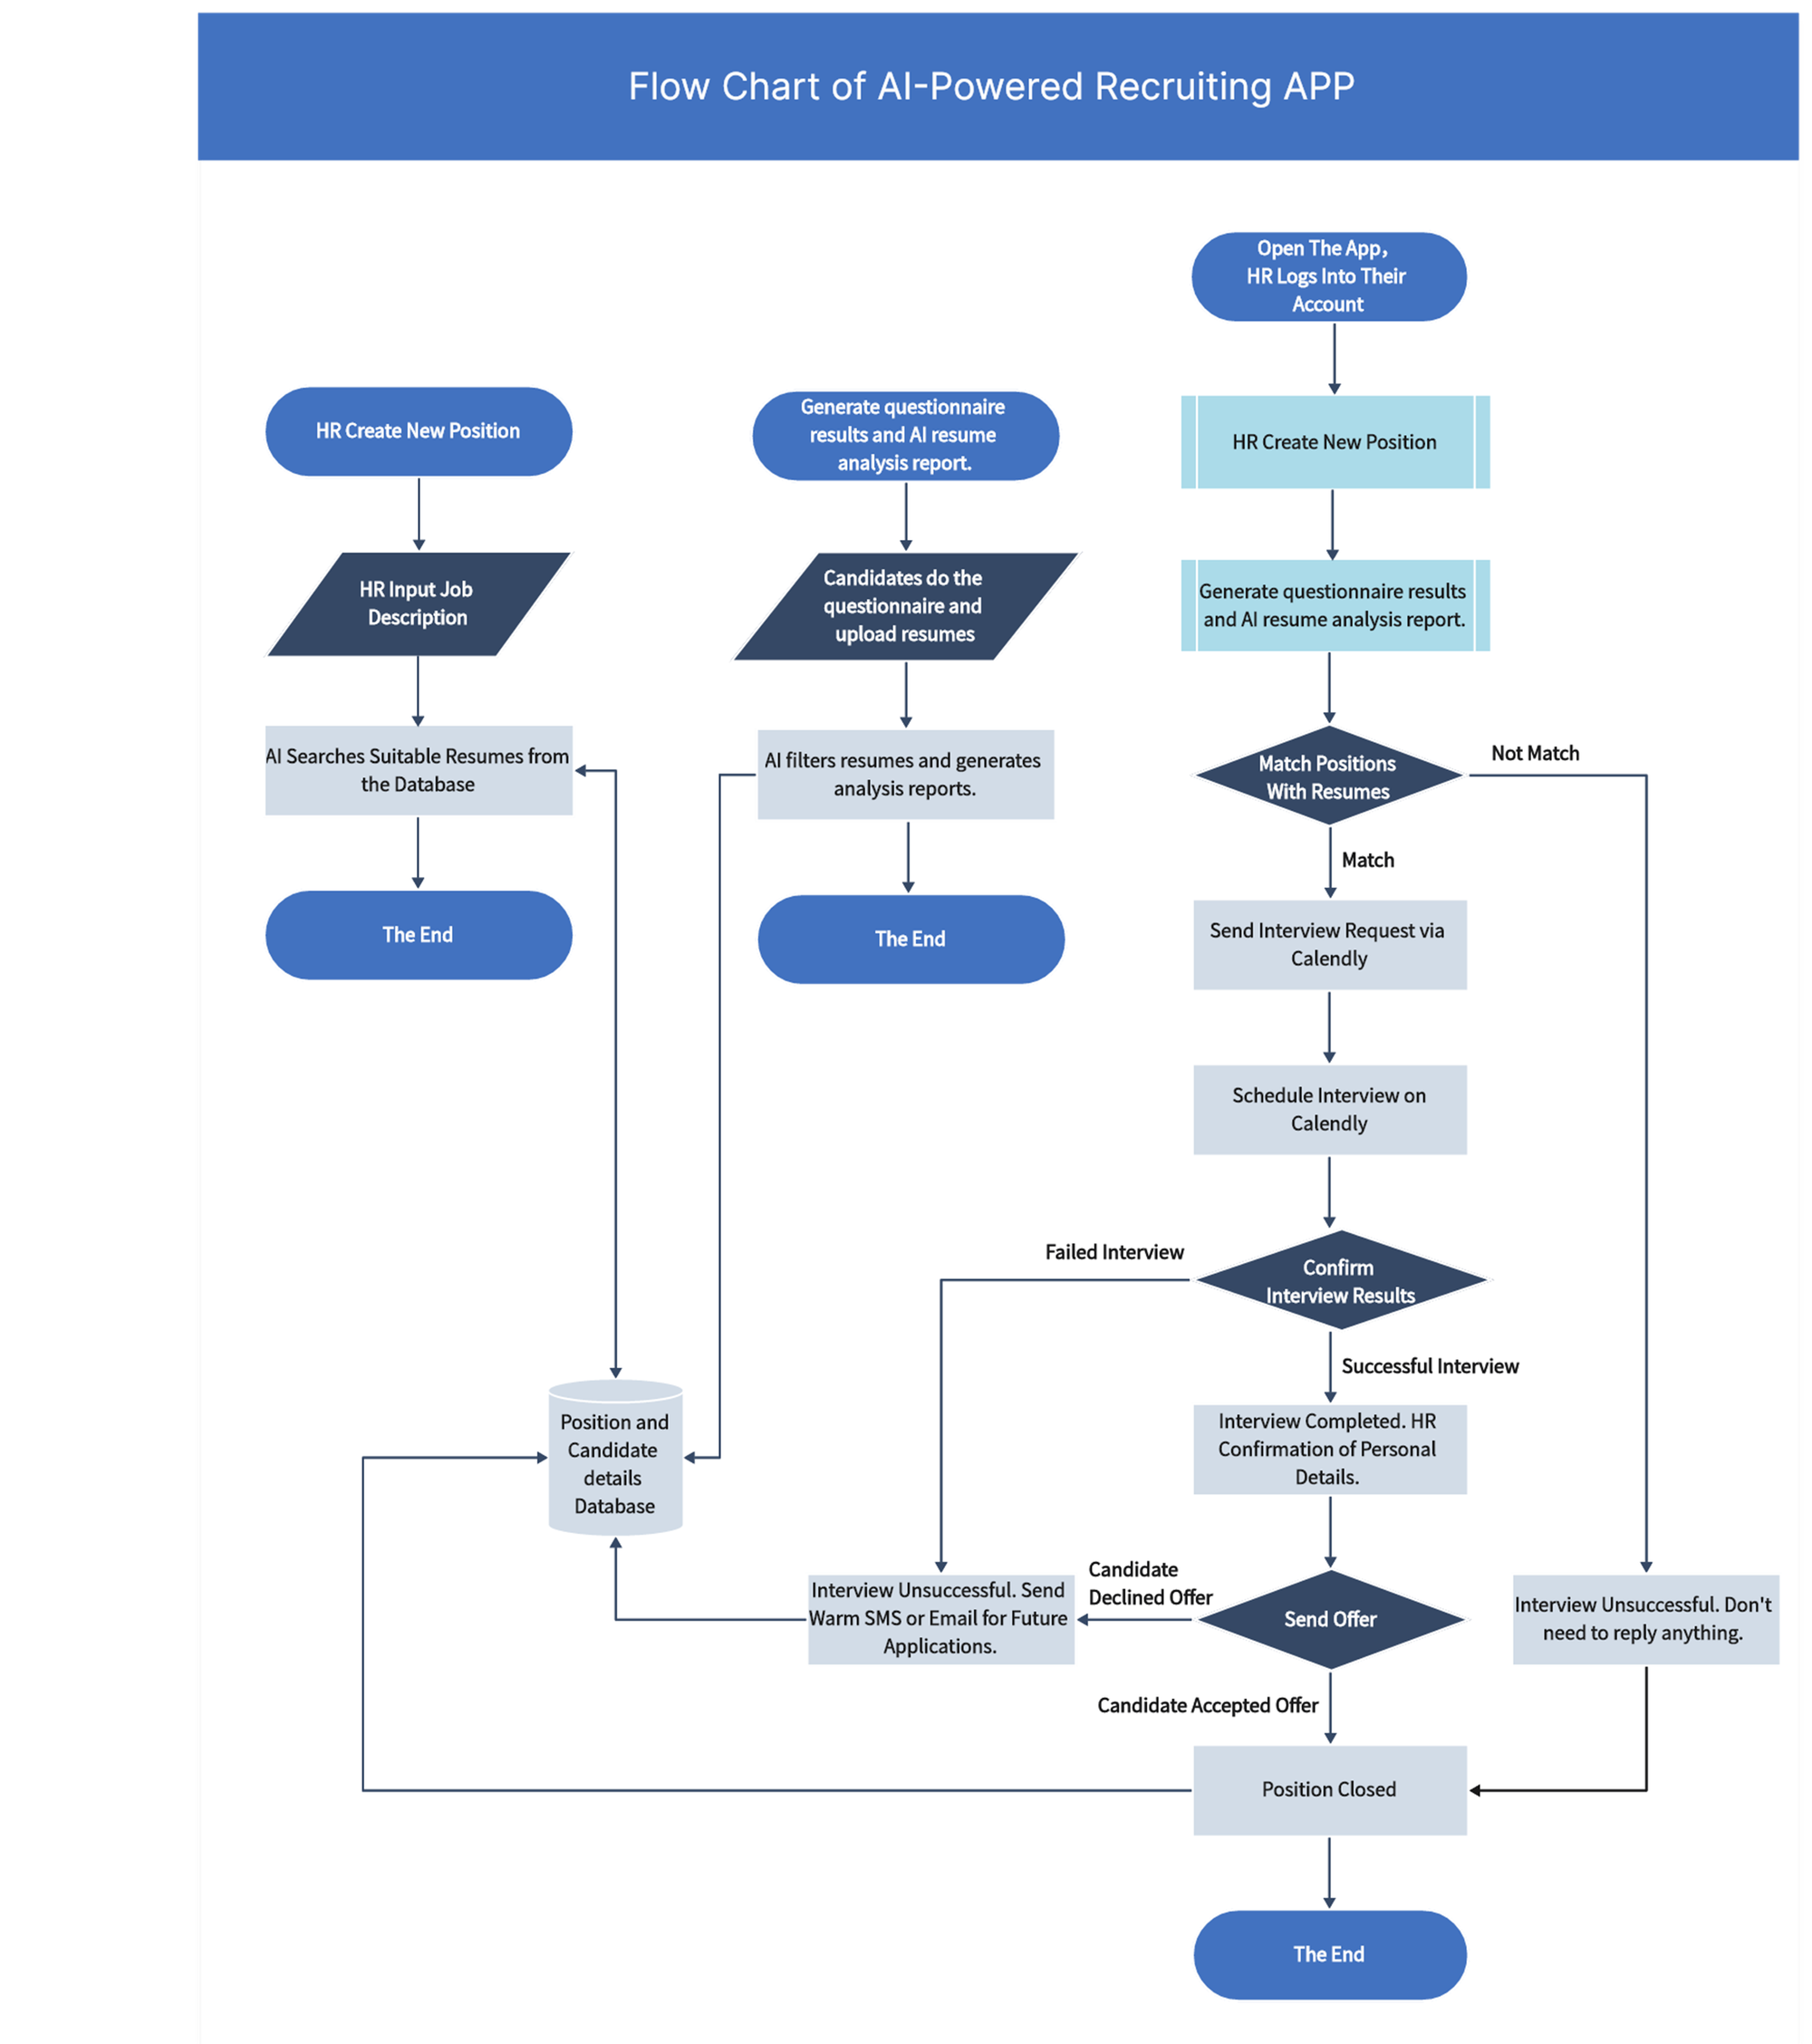 Flow Chart of AI-Powered Recruiting APP
Open The App,
HR Logs Into Their
Account
HR Create New Position
Generate questionnaire
results and AI resume
analysis report.
HR Create New Position
HR Input Job
Description
Candidates do the
questionnaire and
upload resumes
Generate questionnaire results
and AI resume analysis report.
AI Searches Suitable Resumes from
the Database
AI filters resumes and generates
analysis reports.
Match Positions
With Resumes
Not Match
Match
The End
The End
Send Interview Request via
Calendly
Schedule Interview on
Calendly
Failed Interview
Confirm
Interview Results
Successful Interview
Position and
Candidate
details
Database
Interview Completed. HR
Confirmation of Personal
Details.
Interview Unsuccessful. Send
Warm SMS or Email for Future
Applications.
Candidate
Declined Offer
Send Offer
Interview Unsuccessful. Don't
need to reply anything.
Candidate Accepted Offer
Position Closed
The End